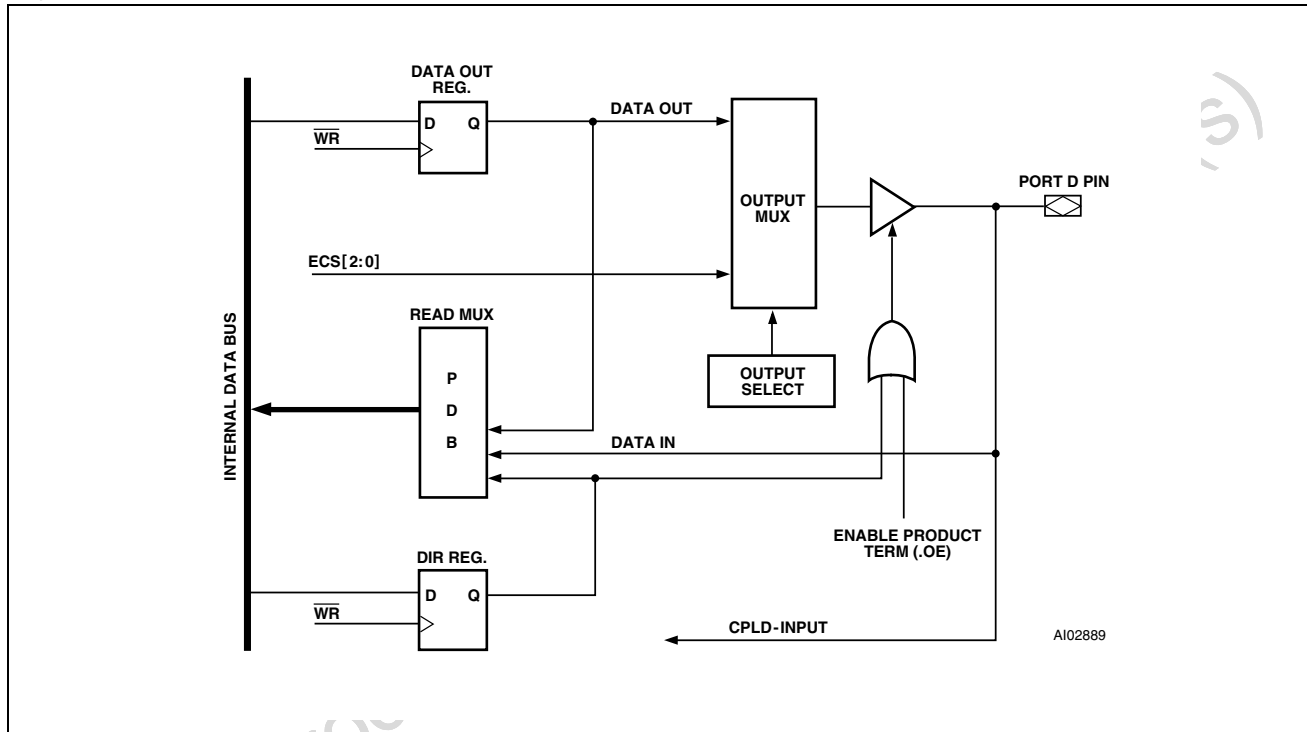 DATA OUT
REG.
D Q
WR
DATA OUT
OUTPUT
MUX
PORT D PIN
ECS[2:0]
READ MUX
P
D
B
OUTPUT
SELECT
DATA IN
INTERNAL DATA BUS
ENABLE PRODUCT
TERM (.OE)
DIR REG.
D Q
WR
CPLD-INPUT
AI02889